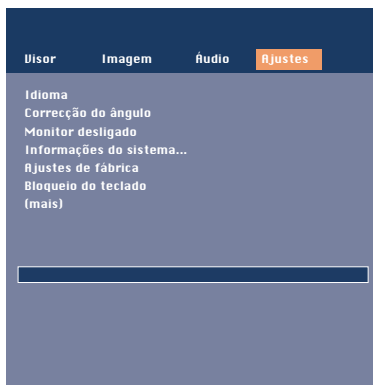 Visor Imagem Áudio Ajustes
Idioma
Correcção do ângulo
Monitor desligado
Informações do sistema...
Ajustes de fábrica
Bloqueio do teclado
(mais)